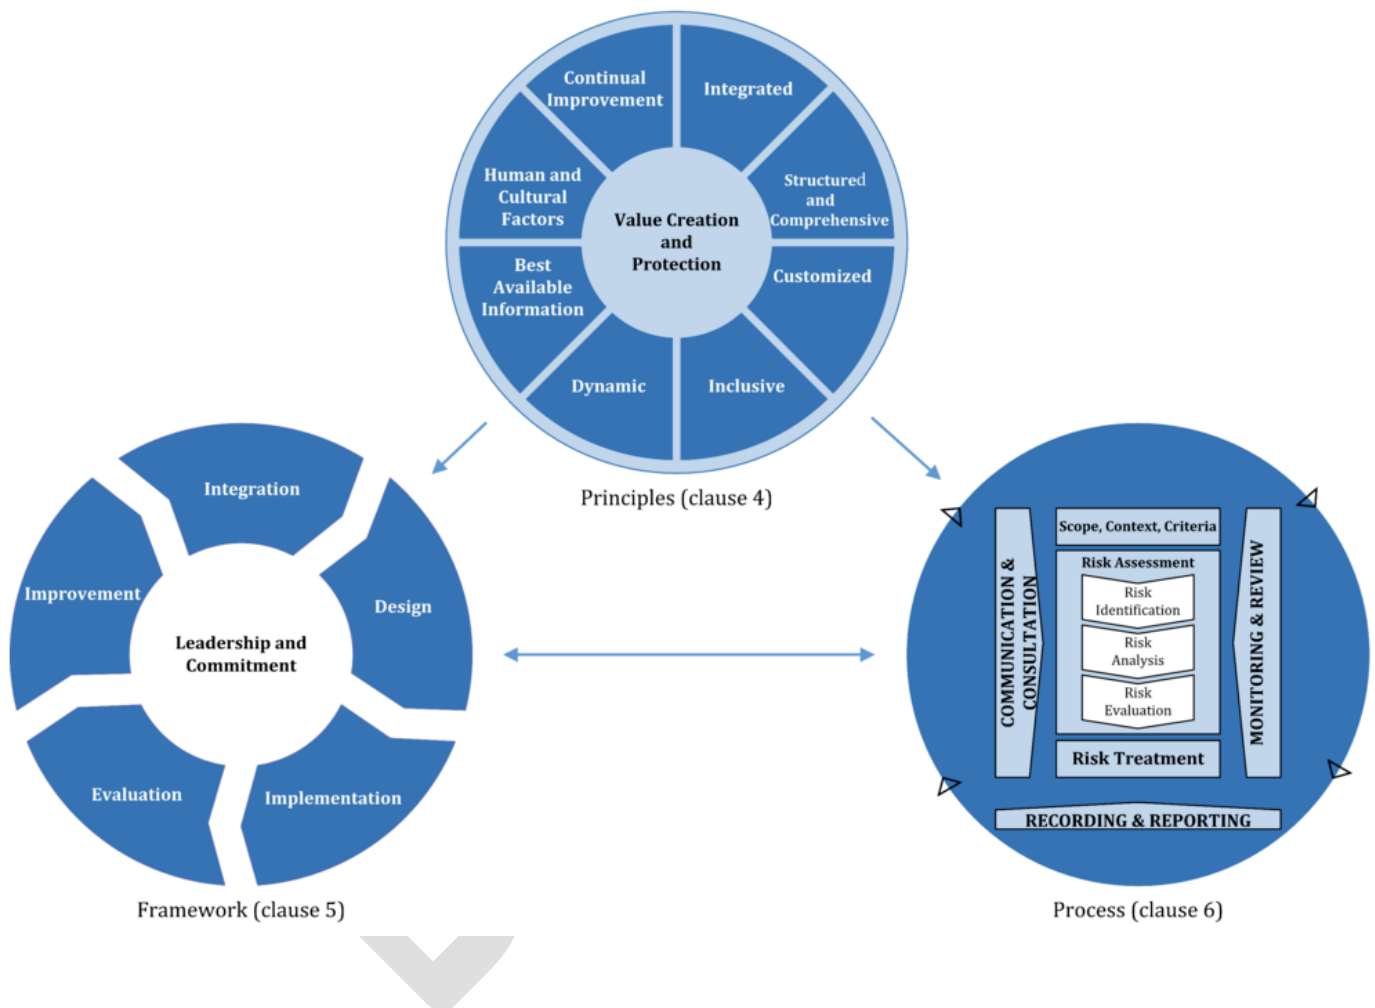 Continual
Improvement
Integrated
Structured
and
Comprehensive
Customized
Inclusive
Dynamic
Best
Available
Information
Human and
Cultural
Factors
Value Creation
and
Protection
Principles (clause 4)
Integration
Design
Implementation
Evaluation
Improvement
Leadership and
Commitment
Framework (clause 5)
Scope, Context, Criteria
Risk Assessment
Risk
Identification
Risk
Analysis
Risk
Evaluation
Risk Treatment
COMMUNICATION &
CONSULTATION
MONITORING & REVIEW
RECORDING & REPORTING
Process (clause 6)